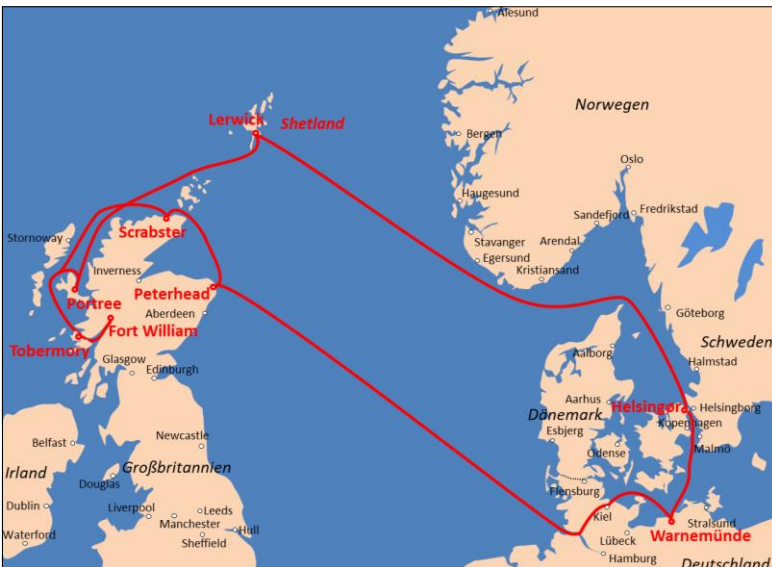 Alesund
Norwegen
Lerwick
Shetland
Bergen
Oslo
Haugesund
Sandefjord
Fredrikstad
Scrabster
Stornoway
Stavanger
Arendal
Egersund
Kristiansand
Inverness
Peterhead
Portree
Aberdeen
Göteborg
Fort William
Tobermory
Schweden
Glasgow
Aalborg
Halmstad
Edinburgh
Aarhus
Helsingør
Helsingborg
Dänemark
Kopenhagen
Esbjerg
Newcastle
Belfast
Malmö
Odense
Irland
Großbritannien
Douglas
Flensburg
Dublin
Liverpool
Leeds
Kiel
Manchester
Stralsund
Waterford
Hull
Sheffield
Lübeck
Warnemünde
Hamburg
Deutschland